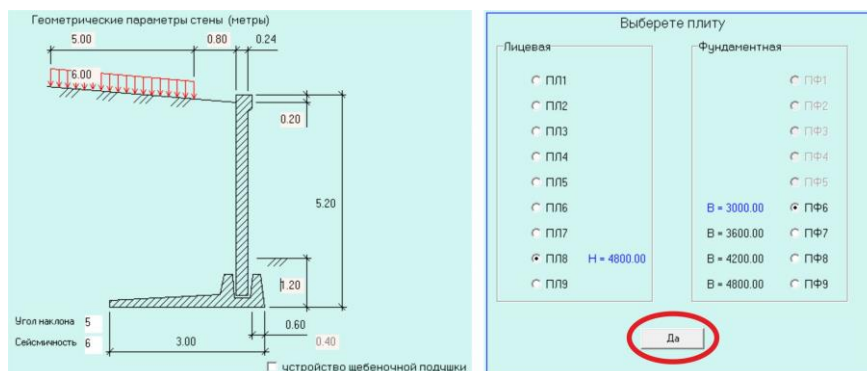 Геометрические параметры стены (метры)
5.00 0.80 0.24
6.00
0.20
5.20
1.20
Угол наклона 5
Сейсмичность 6
3.00
0.60
0.40
устройство щебеночной подушки
Выберете плиту
Лицевая
ПЛ1
ПЛ2
ПЛ3
ПЛ4
ПЛ5
ПЛ6
ПЛ7
ПЛ8 H = 4800.00
ПЛ9
Фундаментная
ПФ1
ПФ2
ПФ3
ПФ4
ПФ5
B = 3000.00 ПФ6
B = 3600.00 ПФ7
B = 4200.00 ПФ8
B = 4800.00 ПФ9
Да